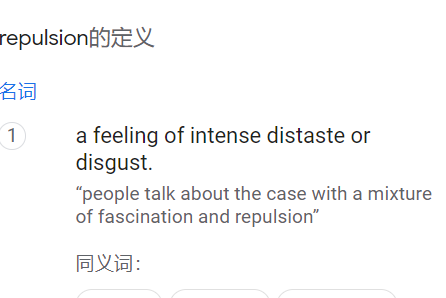 repulsion的定义
名词
1
a feeling of intense distaste or
disgust.
“people talk about the case with a mixture
of fascination and repulsion”
同义词：